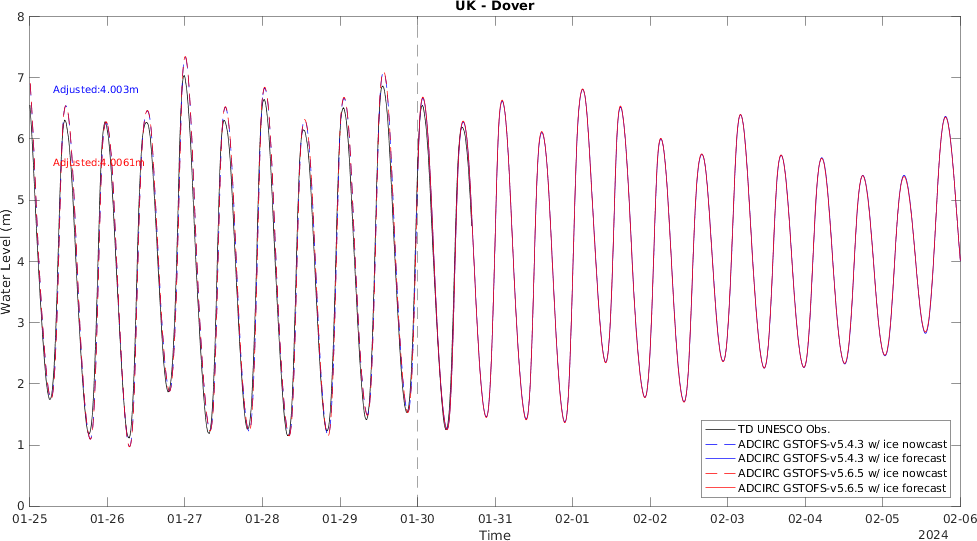 UK - Dover
8
7
6
5
4
3
2
1
0
Water Level (m)
Adjusted:4.003m
Adjusted:4.0061m
TD UNESCO Obs.
ADCIRC GSTOFS-v5.4.3 w/ ice nowcast
ADCIRC GSTOFS-v5.4.3 w/ ice forecast
ADCIRC GSTOFS-v5.6.5 w/ ice nowcast
ADCIRC GSTOFS-v5.6.5 w/ ice forecast
01-25 01-26 01-27 01-28 01-29 01-30 01-31 02-01 02-02 02-03 02-04 02-05 02-06
Time
2024